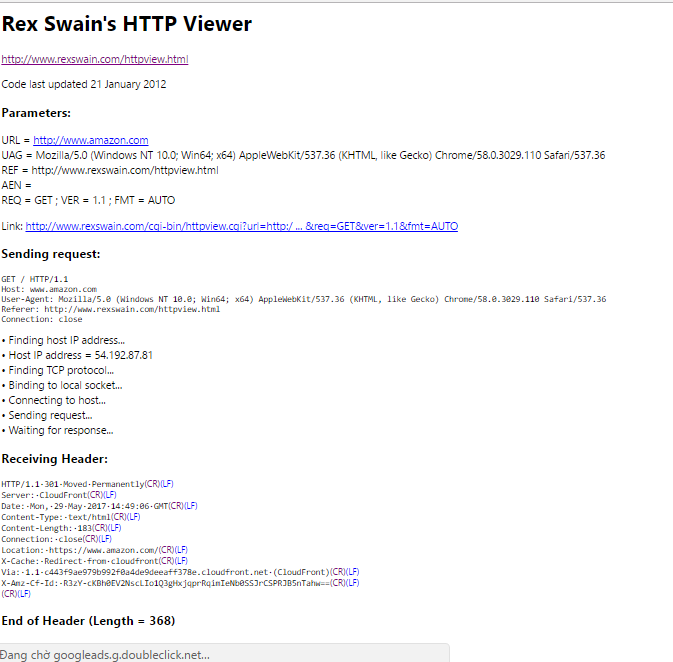 Rex Swain's HTTP Viewer
http://www.rexswain.com/httpview.html
Code last updated 21 January 2012
Parameters:
URL = http://www.amazon.com
UAG = Mozilla/5.0 (Windows NT 10.0; Win64; x64) AppleWebKit/537.36 (KHTML, like Gecko) Chrome/58.0.3029.110 Safari/537.36
REF = http://www.rexswain.com/httpview.html
AEN =
REQ = GET ; VER = 1.1 ; FMT = AUTO
Link: http://www.rexswain.com/cgi-bin/httpview.cgi?url=http:/ ... &req=GET&ver=1.1&fmt=AUTO
Sending request:
GET / HTTP/1.1
Host: www.amazon.com
User-Agent: Mozilla/5.0 (Windows NT 10.0; Win64; x64) AppleWebKit/537.36 (KHTML, like Gecko) Chrome/58.0.3029.110 Safari/537.36
Referer: http://www.rexswain.com/httpview.html
Connection: close
• Finding host IP address...
• Host IP address = 54.192.87.81
• Finding TCP protocol...
• Binding to local socket...
• Connecting to host...
• Sending request...
• Waiting for response...
Receiving Header:
HTTP/1.1·301·Moved·Permanently(CR)(LF)
Server:·CloudFront(CR)(LF)
Date:·Mon,·29·May·2017·14:49:06·GMT(CR)(LF)
Content-Type:·text/html(CR)(LF)
Content-Length:·183(CR)(LF)
Connection:·close(CR)(LF)
Location:·https://www.amazon.com/(CR)(LF)
X-Cache:·Redirect·from·cloudfront(CR)(LF)
Via:·1.1·c443f9ae979b992f0a4de9deeaff378e.cloudfront.net·(CloudFront)(CR)(LF)
X-Amz-Cf-Id:·R3zY-cKBh0EV2NscLIo1Q3gHxjqprRqimIeNb0SSJrCSPRJB5nTahw==(CR)(LF)
(CR)(LF)
End of Header (Length = 368)
Đang chờ googleads.g.doubleclick.net...